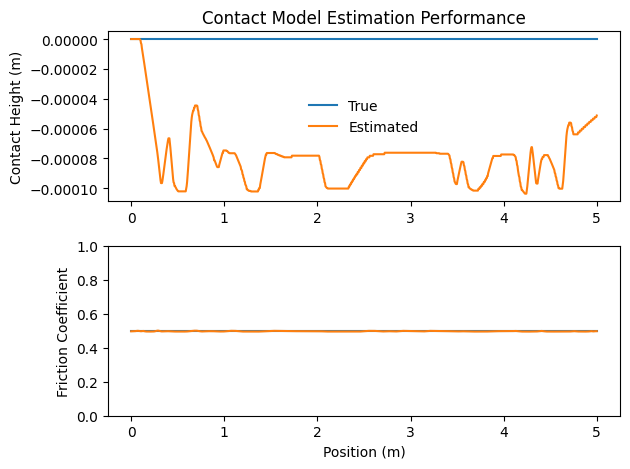 Contact Model Estimation Performance
Contact Height (m)
0.00000
−0.00002
−0.00004
−0.00006
−0.00008
−0.00010
True
Estimated
0 1 2 3 4 5
Friction Coefficient
1.0
0.8
0.6
0.4
0.2
0.0
0 1 2 3 4 5
Position (m)